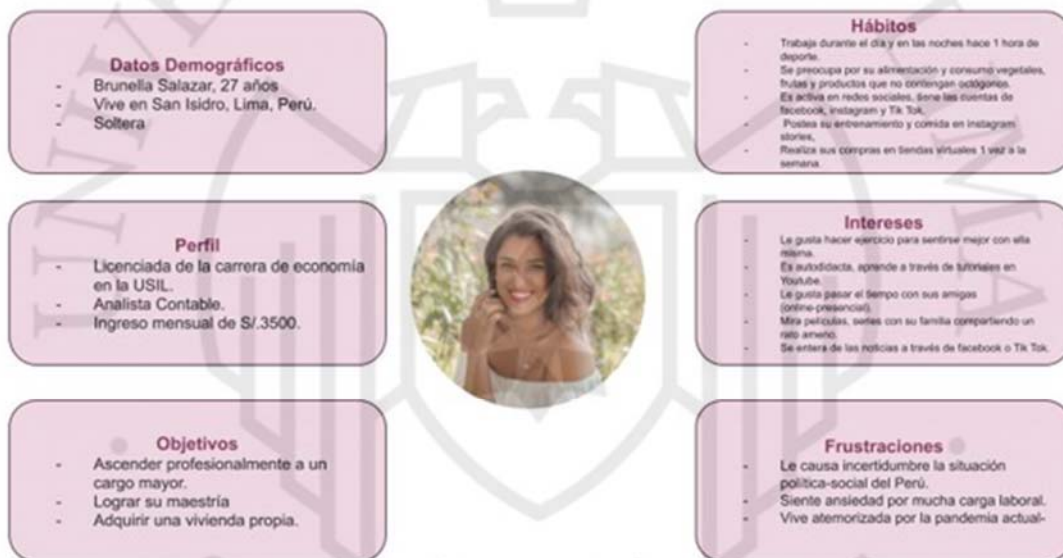 Datos Demográficos
- Brunella Salazar, 27 años
- Vive en San Isidro, Lima, Perú.
- Soltera
Perfil
- Licenciada de la carrera de economía
en la USIL.
- Analista Contable.
- Ingreso mensual de S/.3500.
Objetivos
- Ascender profesionalmente a un
cargo mayor.
- Lograr su maestría
- Adquirir una vivienda propia.
Hábitos
- Trabaja durante el día y en las noches hace 1 hora de
deporte.
- Se preocupa por su alimentación y consumo vegetales,
frutas y productos que no contengan octógonos.
- Es activa en redes sociales, tiene las cuentas de
facebook, instagram y Tik Tok.
- Postea su entrenamiento y comida en instagram
stories,
- Realiza sus compras en tiendas virtuales 1 vez a la
semana.
Intereses
- Le gusta hacer ejercicio para sentirse mejor con ella
misma.
- Es autodidacta, aprende a través de tutoriales en
Youtube.
- Le gusta pasar el tiempo con sus amigas
(online-presencial).
- Mira películas, series con su familia compartiendo un
rato ameno.
- Se entera de las noticias a través de facebook o Tik Tok.
Frustraciones
- Le causa incertidumbre la situación
política-social del Perú.
- Siente ansiedad por mucha carga laboral.
- Vive atemorizada por la pandemia actual-